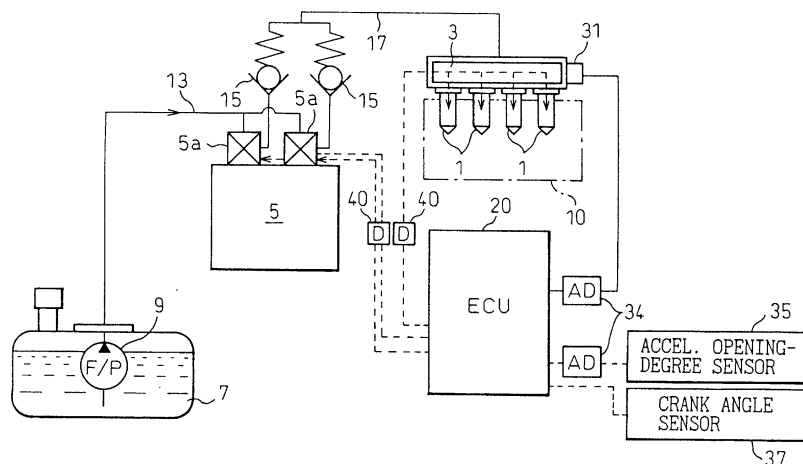 17
3
31
15
15
13
5a
5a
1
1
10
5
40
40
D
D
20
ECU
AD
34
AD
35
ACCEL. OPENING-
DEGREE SENSOR
CRANK ANGLE
SENSOR
37
9
F/P
7